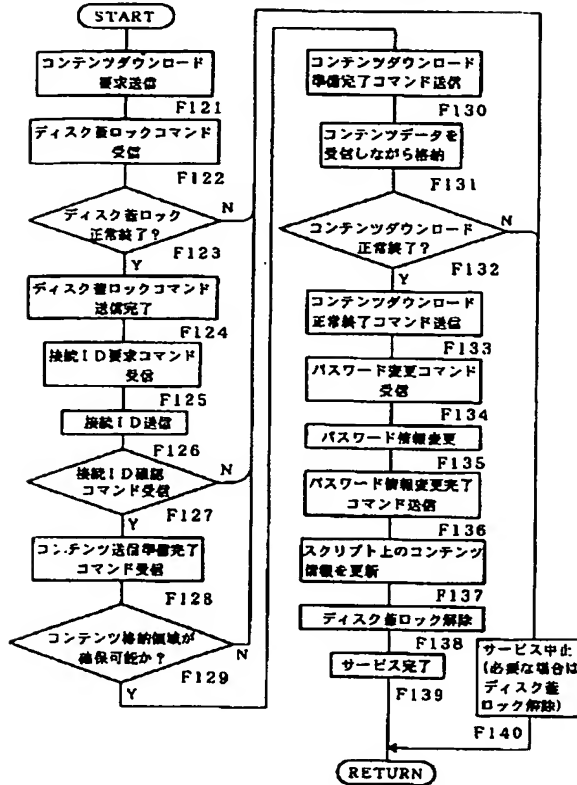 START
コンテンツダウンロード
要求送信
F121
ディスク蓋ロックコマンド
受信
F122
ディスク蓋ロック
正常終了?
N
F123
Y
ディスク蓋ロックコマンド
送信完了
F124
接続ID要求コマンド
受信
F125
接続ID送信
F126
接続ID確認
コマンド受信
N
F127
Y
コンテンツ送信準備完了
コマンド受信
F128
コンテンツ格納領域が
確保可能か?
N
F129
Y
コンテンツダウンロード
準備完了コマンド送信
F130
コンテンツデータを
受信しながら格納
F131
コンテンツダウンロード
正常終了?
N
F132
Y
コンテンツダウンロード
正常終了コマンド送信
F133
パスワード変更コマンド
受信
F134
パスワード情報変更
F135
パスワード情報変更完了
コマンド送信
F136
スクリプト上のコンテンツ
情報を更新
F137
ディスク蓋ロック解除
F138
サービス完了
F139
サービス中止
(必要な場合は
ディスク蓋
ロック解除)
F140
RETURN